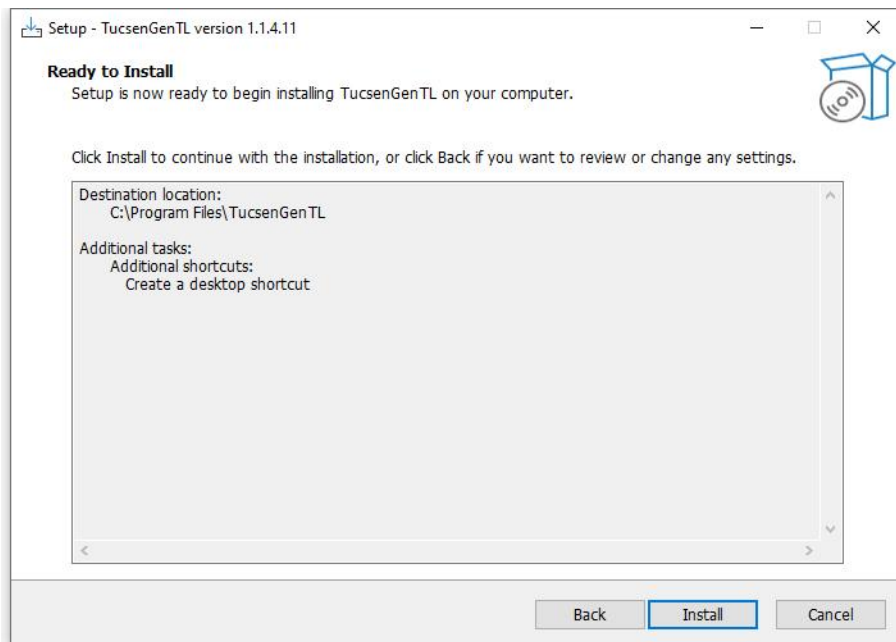 Setup - TucsenGenTL version 1.1.4.11
Ready to Install
Setup is now ready to begin installing TucsenGenTL on your computer.
Click Install to continue with the installation, or click Back if you want to review or change any settings.
Destination location:
C:\Program Files\TucsenGenTL
Additional tasks:
Additional shortcuts:
Create a desktop shortcut
Back Install Cancel